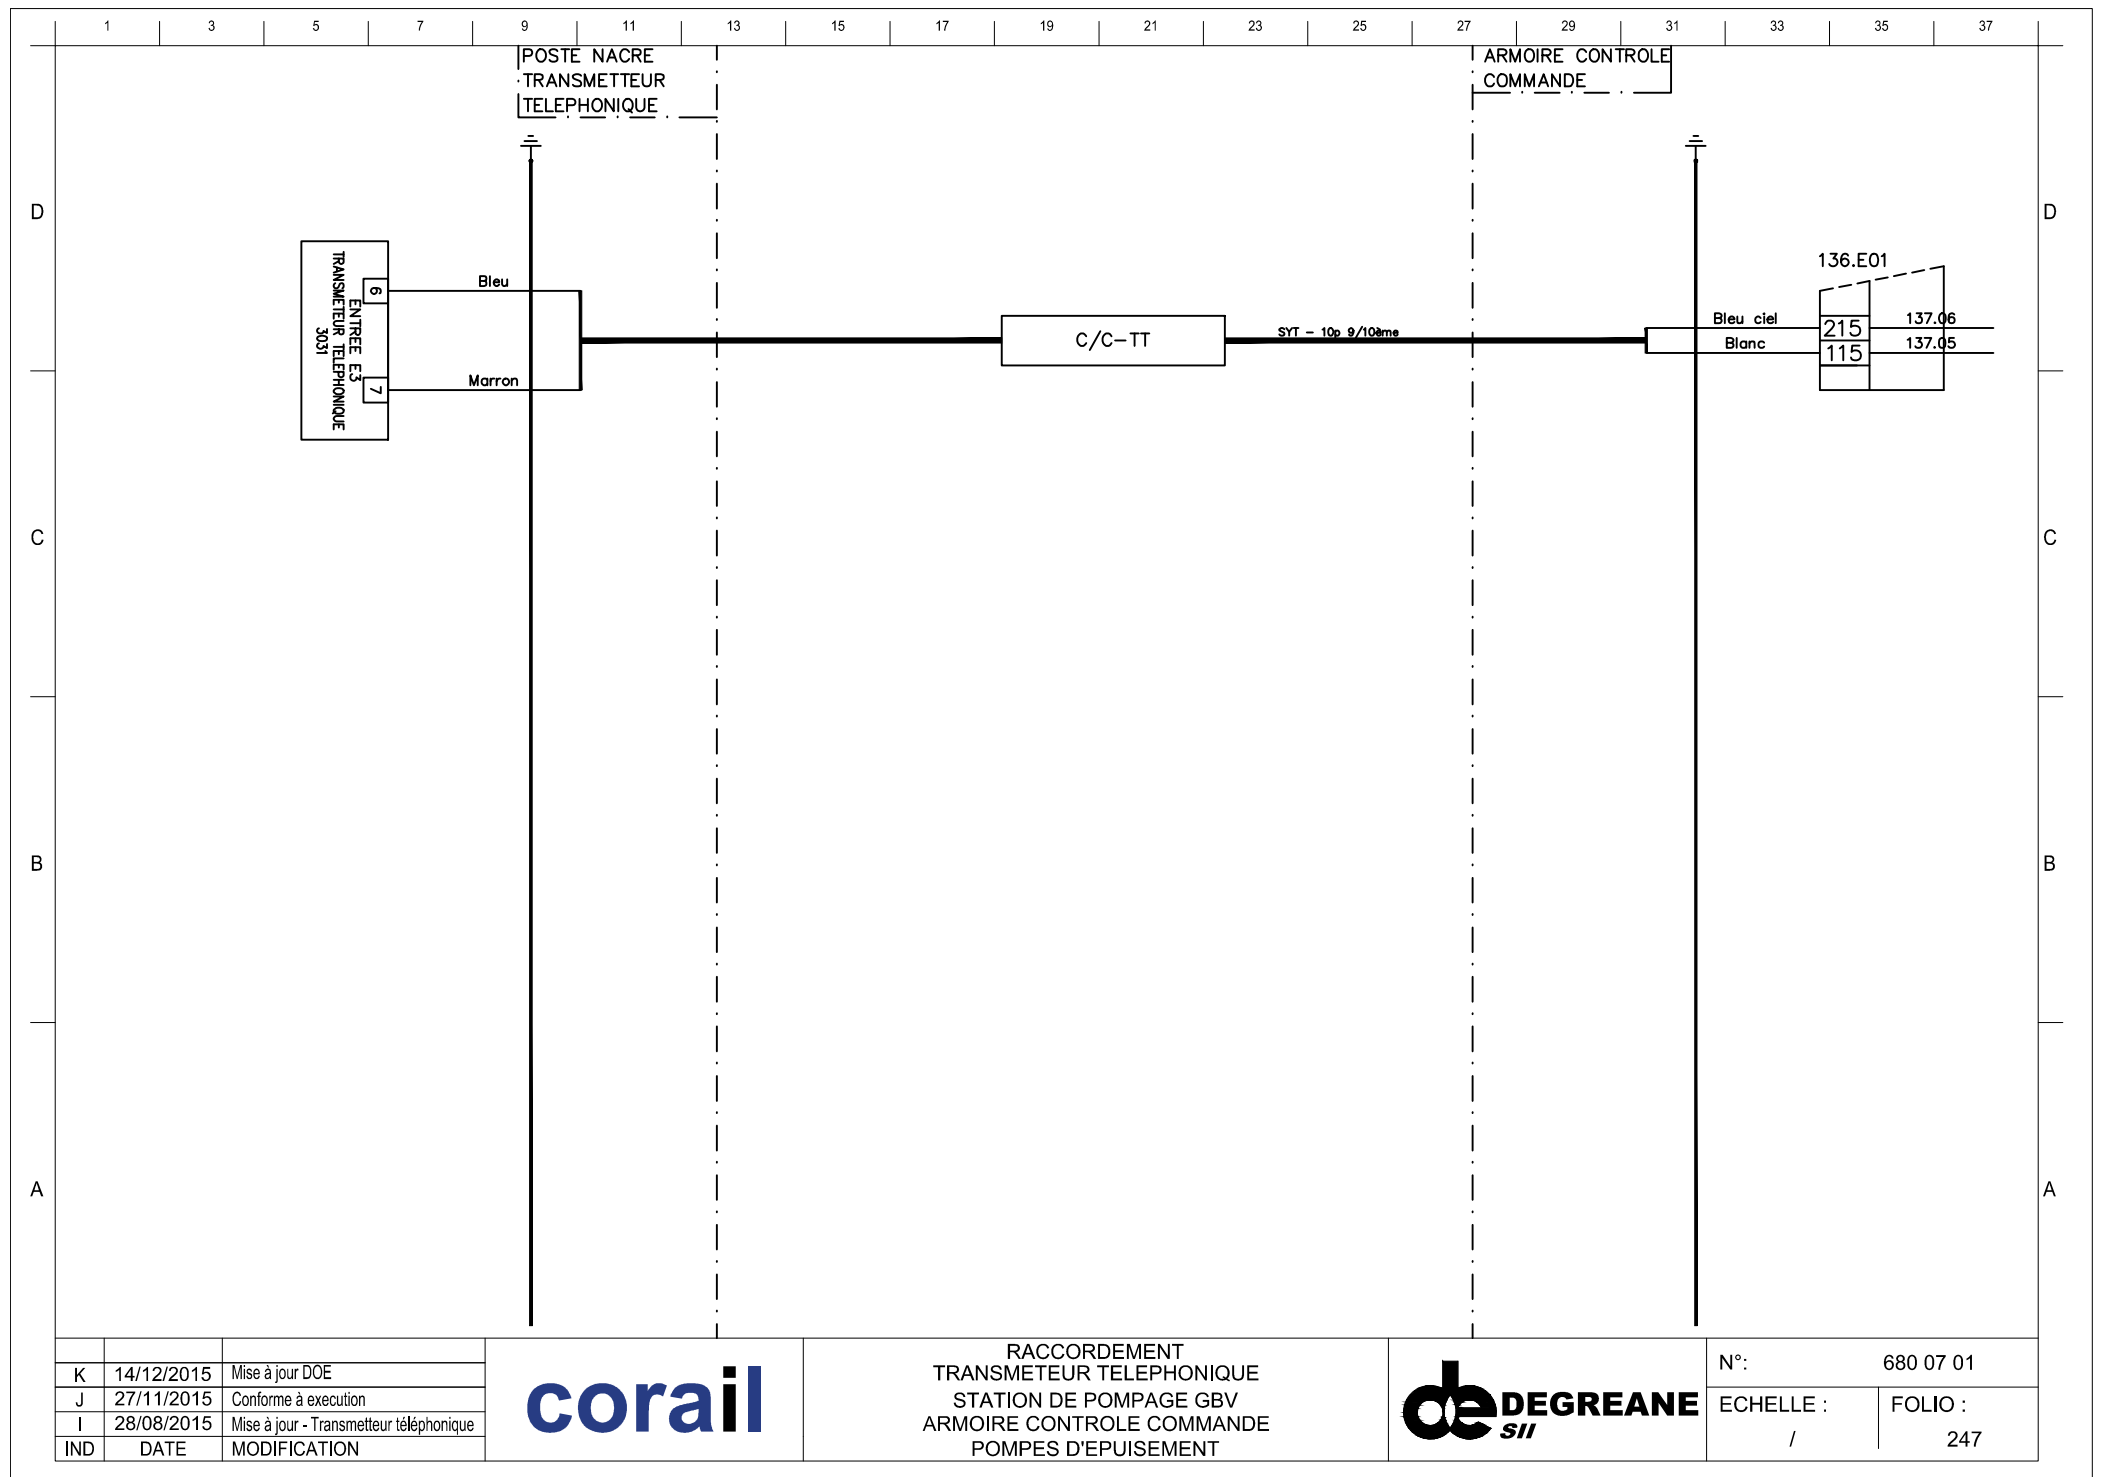 1 3 5 7 9 11 13 15 17 19 21 23 25 27 29 31 33 35 37
POSTE NACRE
TRANSMETTEUR
TELEPHONIQUE
ARMOIRE CONTROLE
COMMANDE
D
D
ENTREE E3
TRANSMETEUR TELEPHONIQUE
3031
6
7
Bleu
Marron
C/C-TT
SYT - 10p 9/10ème
136.E01
Bleu ciel
215
137.06
Blanc
115
137.05
C
C
B
B
A
A
K 14/12/2015 Mise à jour DOE
J 27/11/2015 Conforme à execution
I 28/08/2015 Mise à jour - Transmetteur téléphonique
IND DATE MODIFICATION
corail
RACCORDEMENT
TRANSMETEUR TELEPHONIQUE
STATION DE POMPAGE GBV
ARMOIRE CONTROLE COMMANDE
POMPES D'EPUISEMENT
de DEGREANE
SII
N°: 680 07 01
ECHELLE :
/
FOLIO :
247